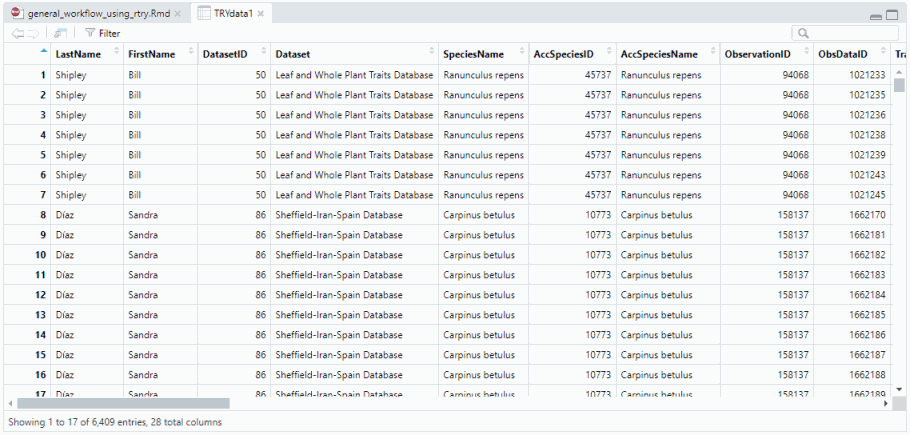 general_workflow_using_rtry.Rmd TRYdata1
Filter
LastName FirstName DatasetID Dataset SpeciesName AccSpeciesID AccSpeciesName ObservationID ObsDataID Tra
1 Shipley Bill 50 Leaf and Whole Plant Traits Database Ranunculus repens 45737 Ranunculus repens 94068 1021233
2 Shipley Bill 50 Leaf and Whole Plant Traits Database Ranunculus repens 45737 Ranunculus repens 94068 1021235
3 Shipley Bill 50 Leaf and Whole Plant Traits Database Ranunculus repens 45737 Ranunculus repens 94068 1021236
4 Shipley Bill 50 Leaf and Whole Plant Traits Database Ranunculus repens 45737 Ranunculus repens 94068 1021238
5 Shipley Bill 50 Leaf and Whole Plant Traits Database Ranunculus repens 45737 Ranunculus repens 94068 1021239
6 Shipley Bill 50 Leaf and Whole Plant Traits Database Ranunculus repens 45737 Ranunculus repens 94068 1021243
7 Shipley Bill 50 Leaf and Whole Plant Traits Database Ranunculus repens 45737 Ranunculus repens 94068 1021245
8 Díaz Sandra 86 Sheffield-Iran-Spain Database Carpinus betulus 10773 Carpinus betulus 158137 1662170
9 Díaz Sandra 86 Sheffield-Iran-Spain Database Carpinus betulus 10773 Carpinus betulus 158137 1662181
10 Díaz Sandra 86 Sheffield-Iran-Spain Database Carpinus betulus 10773 Carpinus betulus 158137 1662182
11 Díaz Sandra 86 Sheffield-Iran-Spain Database Carpinus betulus 10773 Carpinus betulus 158137 1662183
12 Díaz Sandra 86 Sheffield-Iran-Spain Database Carpinus betulus 10773 Carpinus betulus 158137 1662184
13 Díaz Sandra 86 Sheffield-Iran-Spain Database Carpinus betulus 10773 Carpinus betulus 158137 1662185
14 Díaz Sandra 86 Sheffield-Iran-Spain Database Carpinus betulus 10773 Carpinus betulus 158137 1662186
15 Díaz Sandra 86 Sheffield-Iran-Spain Database Carpinus betulus 10773 Carpinus betulus 158137 1662187
16 Díaz Sandra 86 Sheffield-Iran-Spain Database Carpinus betulus 10773 Carpinus betulus 158137 1662188
17 Díaz Sandra 86 Sheffield-Iran-Spain Database Carpinus betulus 10773 Carpinus betulus 158137 1662189
Showing 1 to 17 of 6,409 entries, 28 total columns